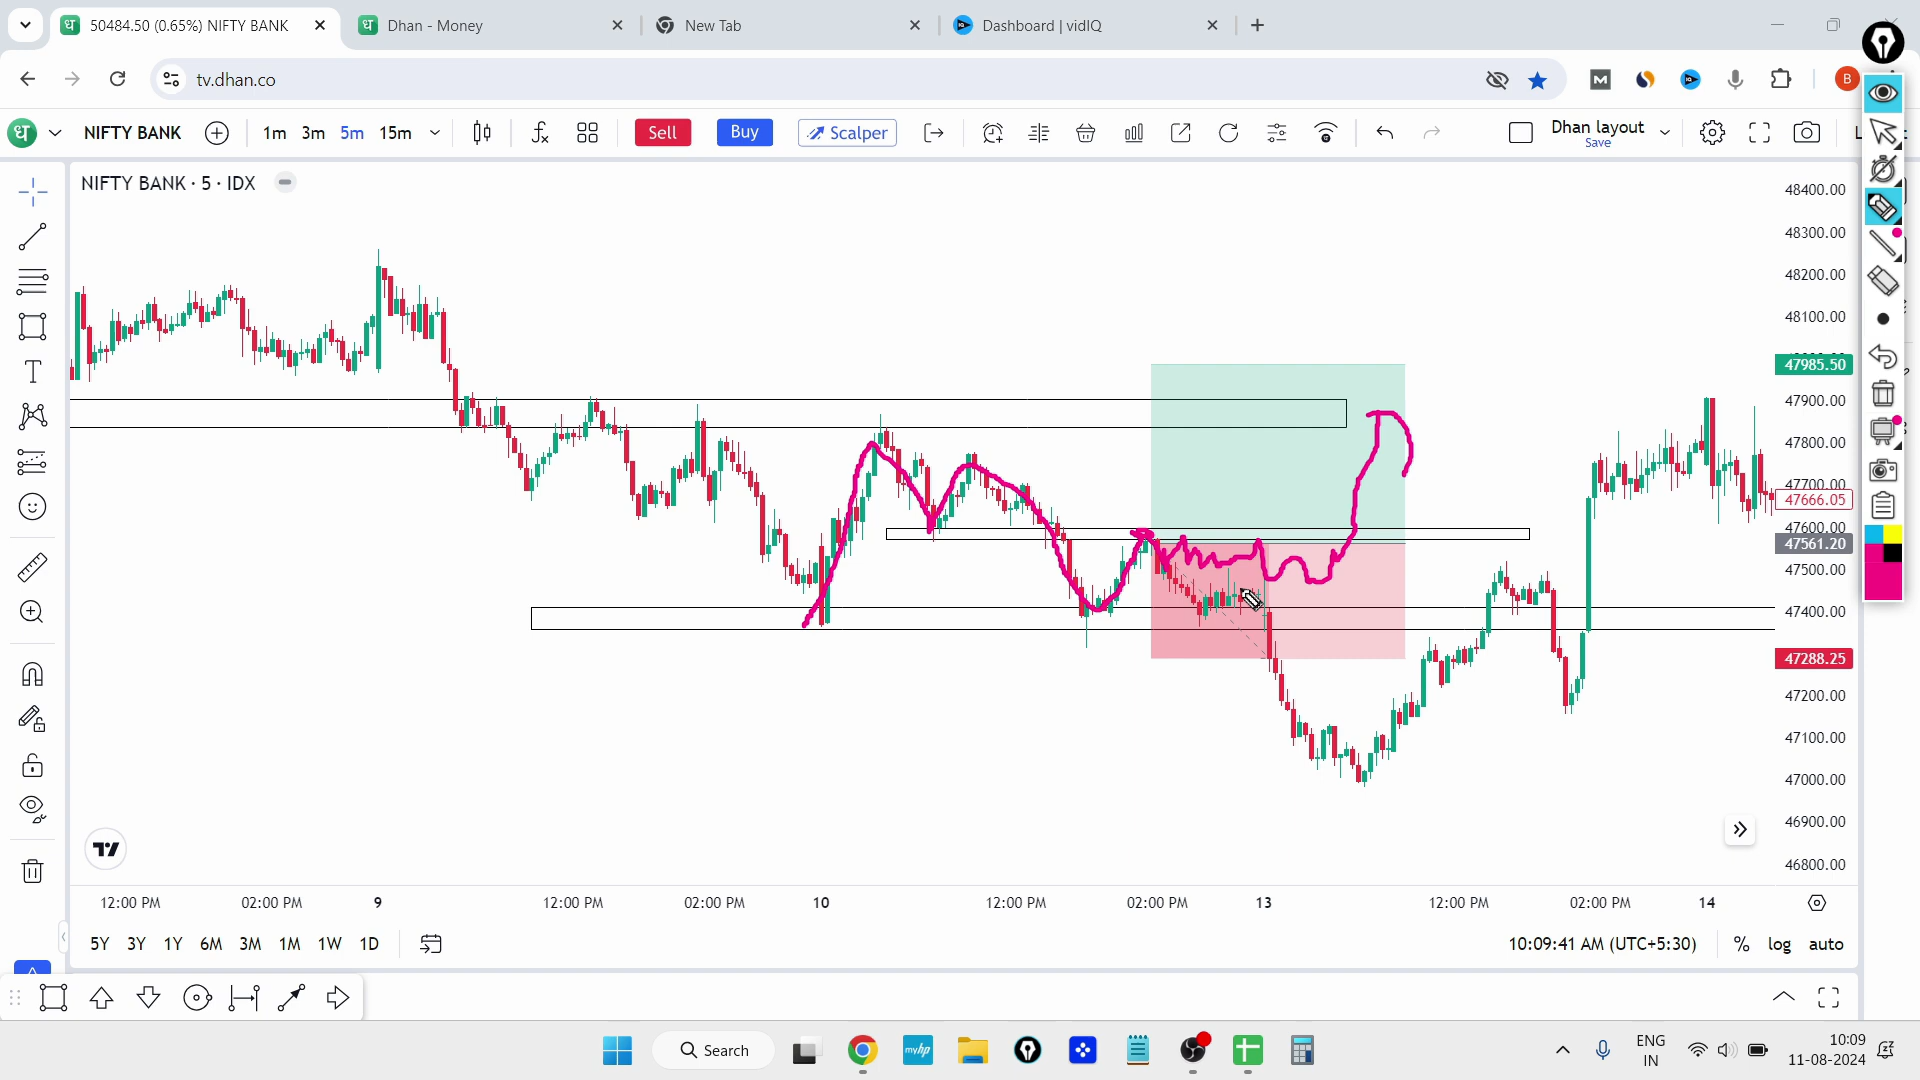 50484.50 (0.65%) NIFTY BANK
Dhan - Money
New Tab
Dashboard | vidIQ
tv.dhan.co
B
NIFTY BANK
1m 3m 5m 15m
Sell
Buy
Scalper
Dhan layout
Save
NIFTY BANK · 5 · IDX
48400.00
48300.00
48200.00
48100.00
47985.50
47900.00
47800.00
47700.00
47666.05
47600.00
47561.20
47500.00
47400.00
47288.25
47200.00
47100.00
47000.00
46900.00
46800.00
12:00 PM 02:00 PM 9 12:00 PM 02:00 PM 10 12:00 PM 02:00 PM 13 12:00 PM 02:00 PM 14
5Y 3Y 1Y 6M 3M 1M 1W 1D
10:09:41 AM (UTC+5:30) % log auto
Search
ENG
IN
10:09
11-08-2024